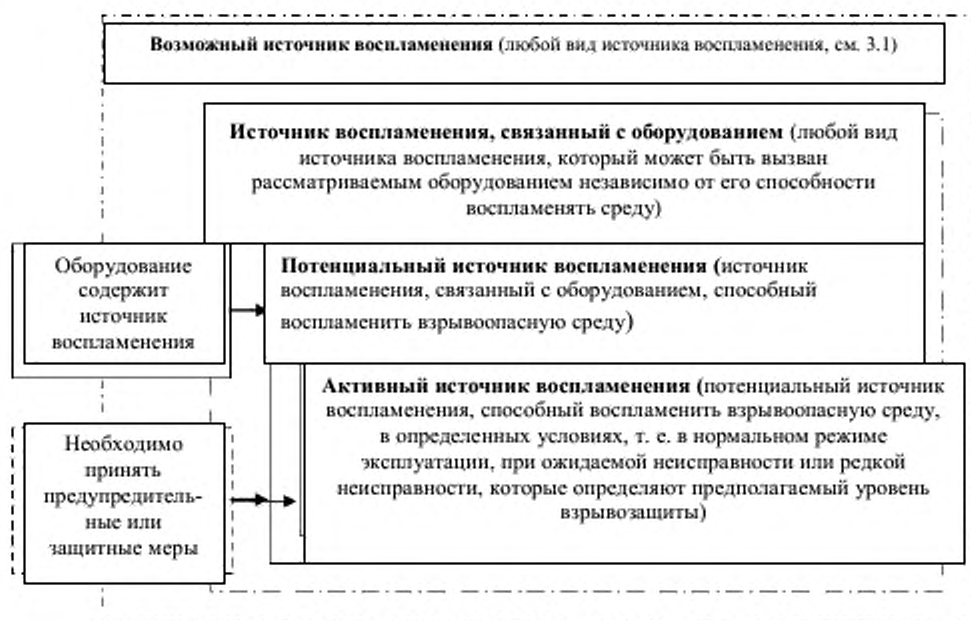 Возможный источник воспламенения (любой вид источника воспламенения, см. 3.1)
Источник воспламенения, связанный с оборудованием (любой вид
источника воспламенения, который может быть вызван
рассматриваемым оборудованием независимо от его способности
воспламенять среду)
Оборудование
содержит
источник
воспламенения
Потенциальный источник воспламенения (источник
воспламенения, связанный с оборудованием, способный
воспламенить взрывоопасную среду)
Активный источник воспламенения (потенциальный источник
воспламенения, способный воспламенить взрывоопасную среду,
в определенных условиях, т. е. в нормальном режиме
эксплуатации, при ожидаемой неисправности или редкой
неисправности, которые определяют предполагаемый уровень
взрывозащиты)
Необходимо
принять
предупредитель-
ные или
защитные меры